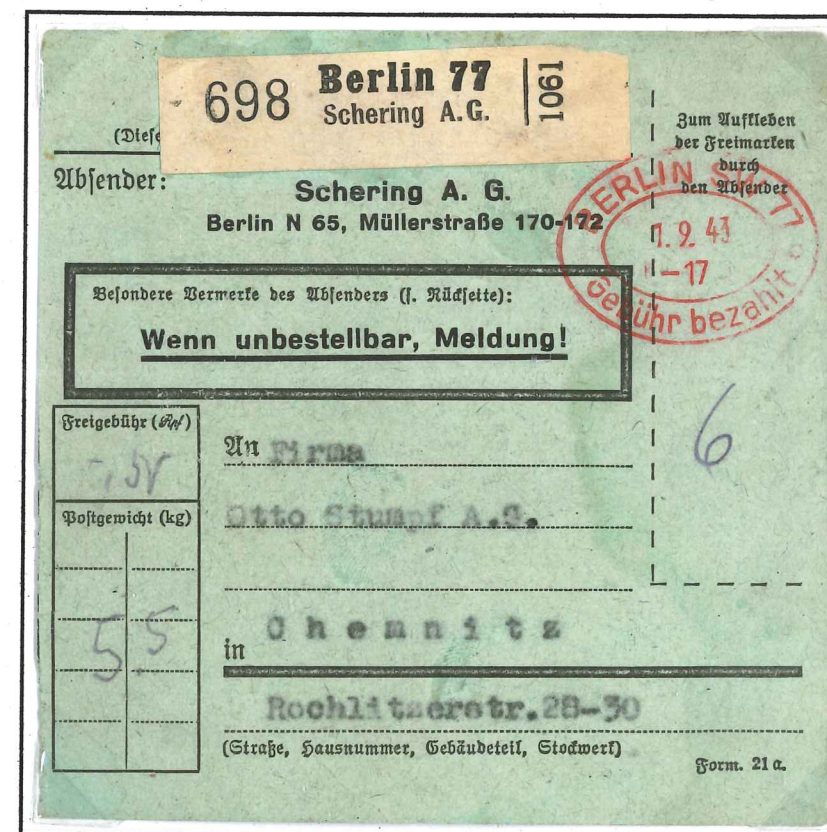 698 Berlin 77
Schering A.G.
1061
(Diese
Zum Aufkleben
der Freimarken
durch
den Absender
Absender:
Schering A. G.
Berlin N 65, Müllerstraße 170-172
BERLIN 77
1.9.43
-17
Gebühr bezahlt
Besondere Vermerke des Absenders (s. Rückseite):
Wenn unbestellbar, Meldung!
Freigebühr (Rpf)
Postgewicht (kg)
5 5
6
An Firma
Otto Stumpf A.G.
in Chemnitz
Rochlitzerstr.28-30
(Straße, Hausnummer, Gebäudeteil, Stockwerk)
Form. 21 a.